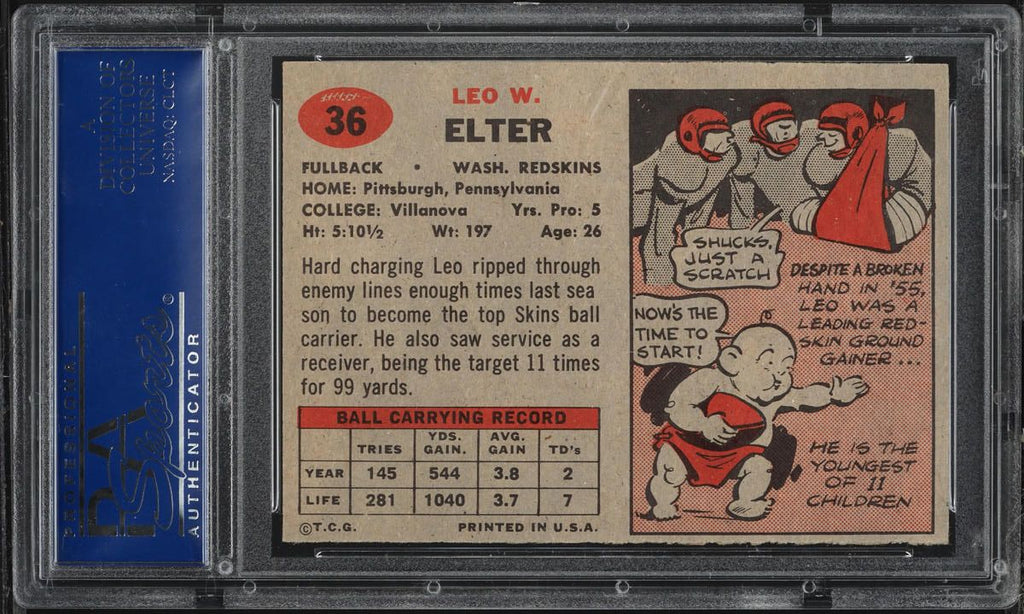 A
DIVISION OF
COLLECTORS
UNIVERSE
NASDAQ: CLCT
PROFESSIONAL
PSA
Sports®
AUTHENTICATOR
36
LEO W.
ELTER
FULLBACK • WASH. REDSKINS
HOME: Pittsburgh, Pennsylvania
COLLEGE: Villanova Yrs. Pro: 5
Ht: 5:10½ Wt: 197 Age: 26
Hard charging Leo ripped through
enemy lines enough times last sea
son to become the top Skins ball
carrier. He also saw service as a
receiver, being the target 11 times
for 99 yards.
BALL CARRYING RECORD
TRIES YDS. GAIN. AVG. GAIN TD's
YEAR 145 544 3.8 2
LIFE 281 1040 3.7 7
©T.C.G. PRINTED IN U.S.A.
SHUCKS,
JUST A
SCRATCH
DESPITE A BROKEN
HAND IN '55,
LEO WAS A
LEADING RED-
SKIN GROUND
GAINER...
NOW'S THE
TIME TO
START!
HE IS THE
YOUNGEST
OF 11
CHILDREN